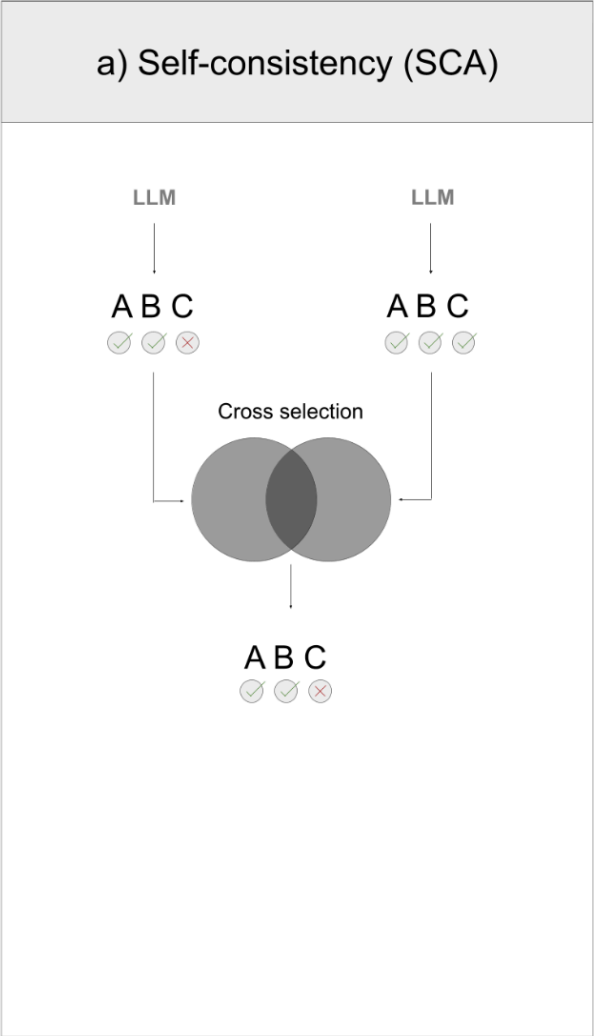 a) Self-consistency (SCA)
LLM LLM
A B C A B C
Cross selection
A B C